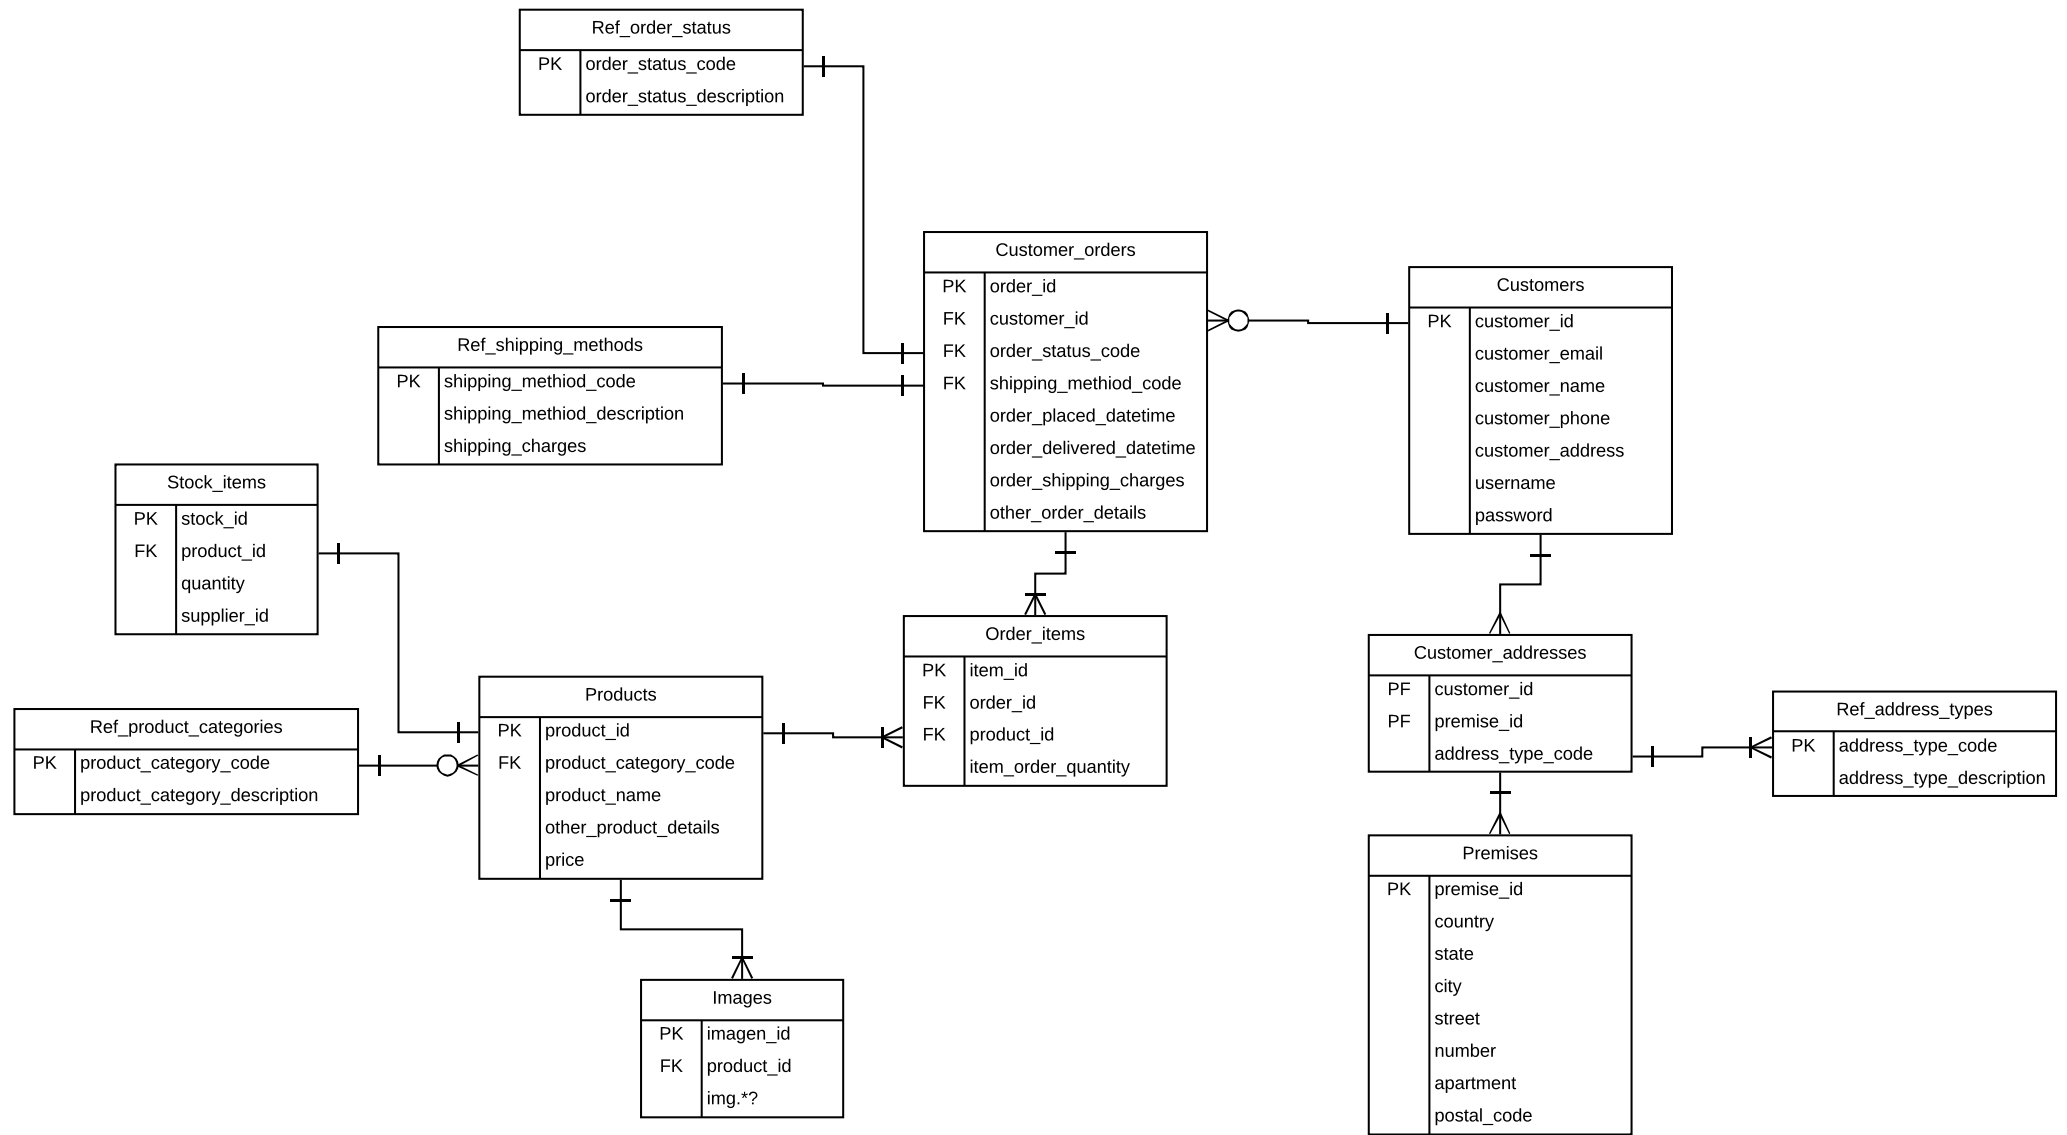 Ref_order_status
PK order_status_code
order_status_description
Customer_orders
PK order_id
FK customer_id
FK order_status_code
FK shipping_methiod_code
order_placed_datetime
order_delivered_datetime
order_shipping_charges
other_order_details
Customers
PK customer_id
customer_email
customer_name
customer_phone
customer_address
username
password
Ref_shipping_methods
PK shipping_methiod_code
shipping_methiod_description
shipping_charges
Stock_items
PK stock_id
FK product_id
quantity
supplier_id
Order_items
PK item_id
FK order_id
FK product_id
item_order_quantity
Customer_addresses
PF customer_id
PF premise_id
address_type_code
Ref_address_types
PK address_type_code
address_type_description
Products
PK product_id
FK product_category_code
product_name
other_product_details
price
Ref_product_categories
PK product_category_code
product_category_description
Premises
PK premise_id
country
state
city
street
number
apartment
postal_code
Images
PK imagen_id
FK product_id
img.*?